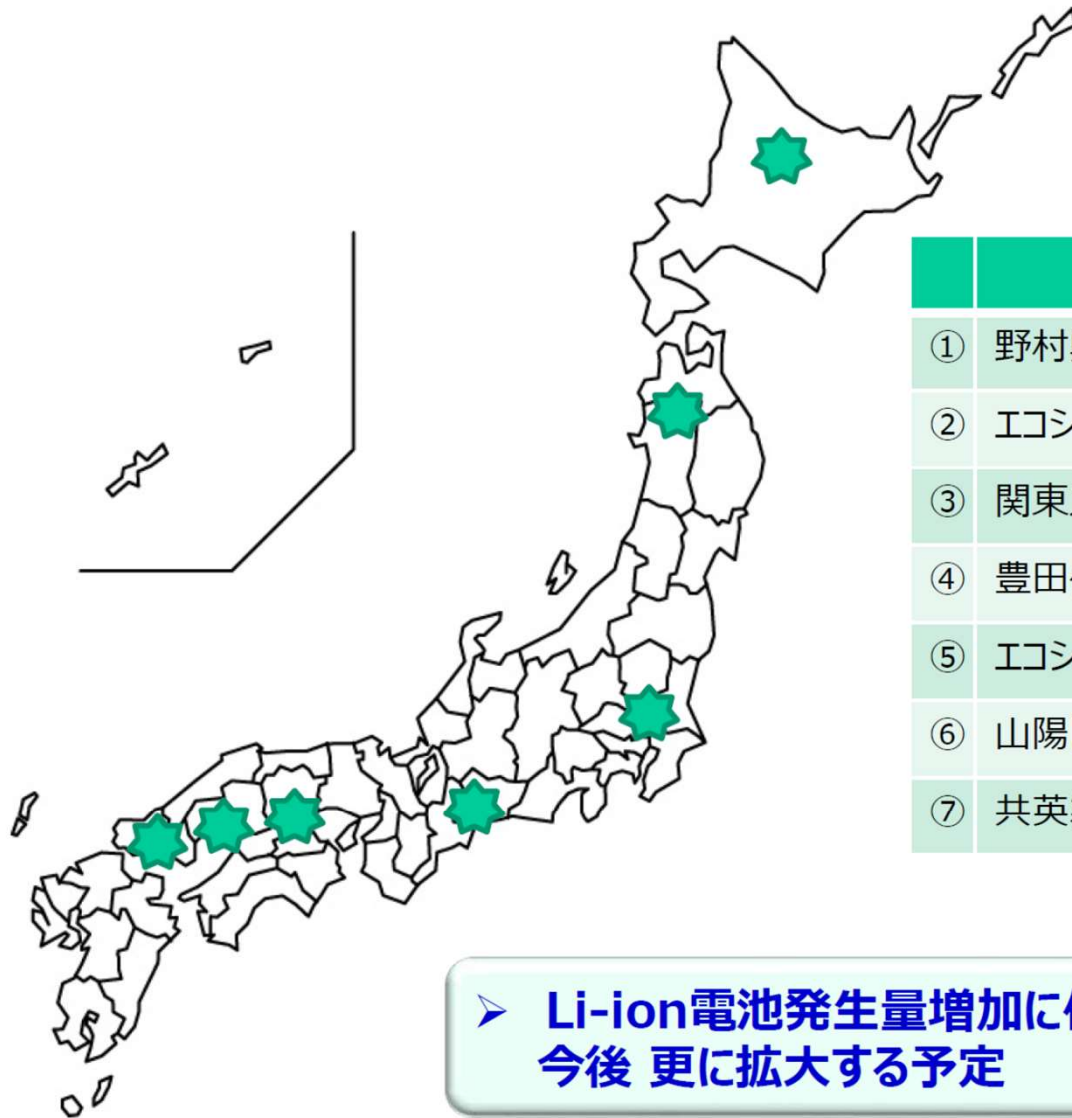 ① 野村
② エコシ
③ 関東
④ 豊田
⑤ エコシ
⑥ 山陽
⑦ 共英
➢ Li-ion電池発生量増加に
今後 更に拡大する予定